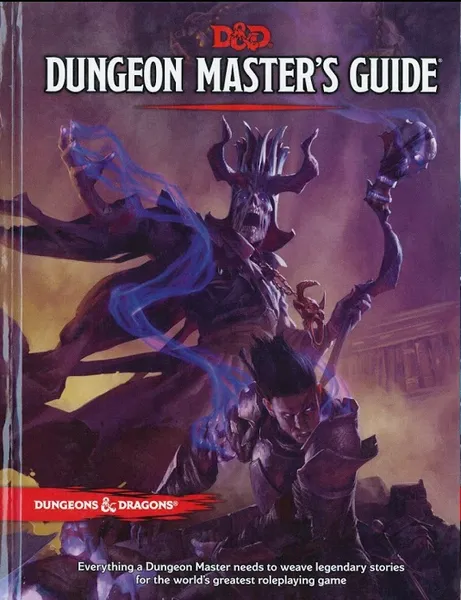 D&D
DUNGEON MASTER'S GUIDE®
DUNGEONS & DRAGONS®
Everything a Dungeon Master needs to weave legendary stories
for the world's greatest roleplaying game